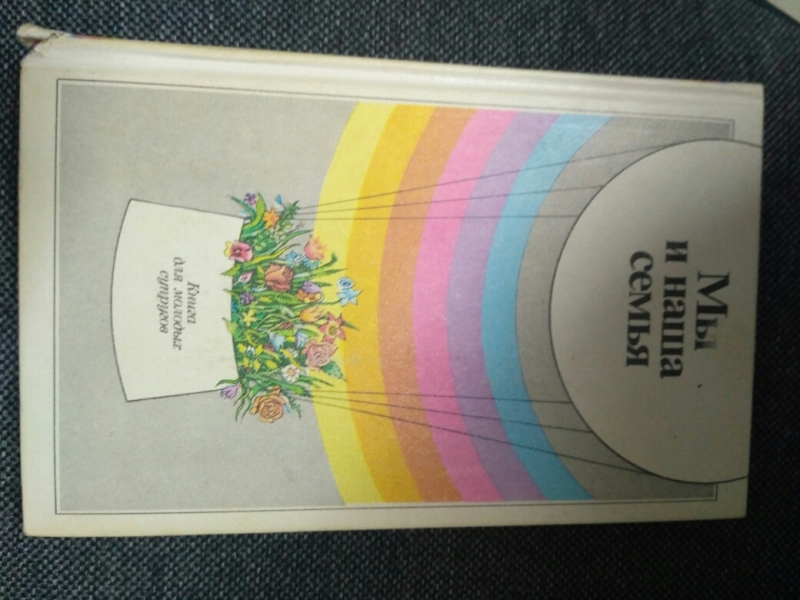 Мы
и наша
семья
Книга
для молодых
супругов